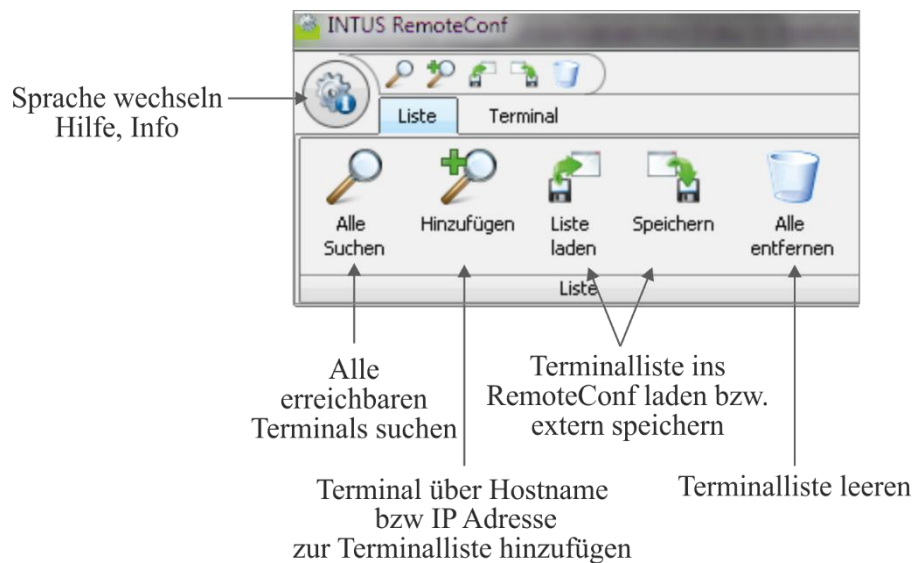 INTUS RemoteConf
Sprache wechseln
Hilfe, Info
Liste
Terminal
Alle
Suchen
Hinzufügen
Liste
laden
Speichern
Alle
entfernen
Liste
Alle
erreichbaren
Terminals suchen
Terminalliste ins
RemoteConf laden bzw.
extern speichern
Terminal über Hostname
bzw IP Adresse
zur Terminalliste hinzufügen
Terminalliste leeren